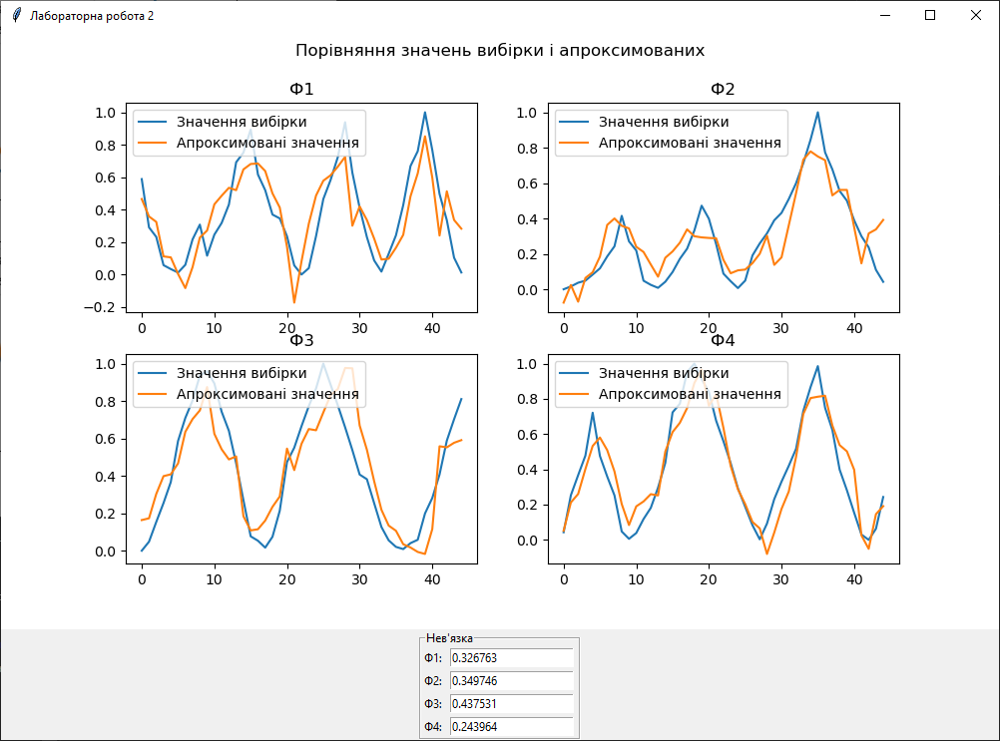 Лабораторна робота 2
Порівняння значень вибірки і апроксимованих
Ф1
Значення вибірки
Апроксимовані значення
1.0
0.8
0.6
0.4
0.2
0.0
−0.2
0 10 20 30 40
Ф2
Значення вибірки
Апроксимовані значення
1.0
0.8
0.6
0.4
0.2
0.0
0 10 20 30 40
Ф3
Значення вибірки
Апроксимовані значення
1.0
0.8
0.6
0.4
0.2
0.0
0 10 20 30 40
Ф4
Значення вибірки
Апроксимовані значення
1.0
0.8
0.6
0.4
0.2
0.0
0 10 20 30 40
Нев'язка
Ф1: 0.326763
Ф2: 0.349746
Ф3: 0.437531
Ф4: 0.243964